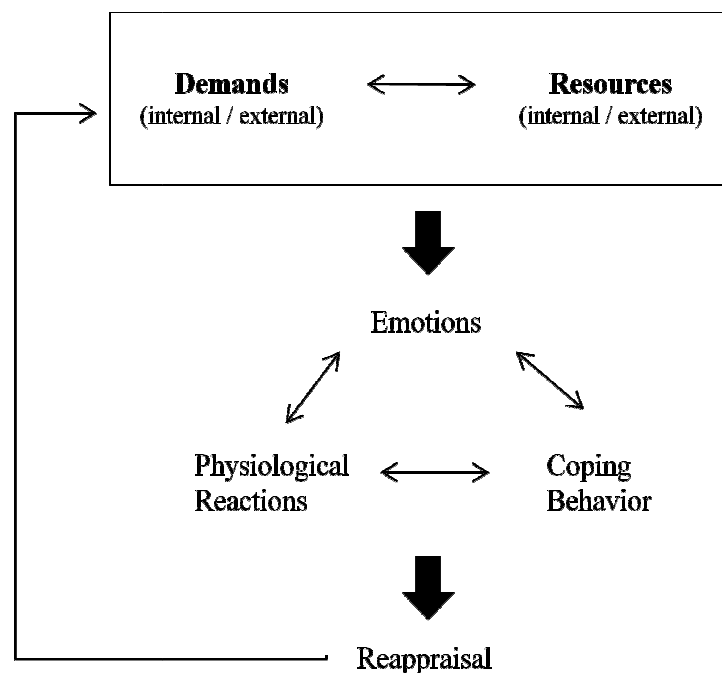 Demands
(internal / external)
Resources
(internal / external)
Emotions
Physiological
Reactions
Coping
Behavior
Reappraisal